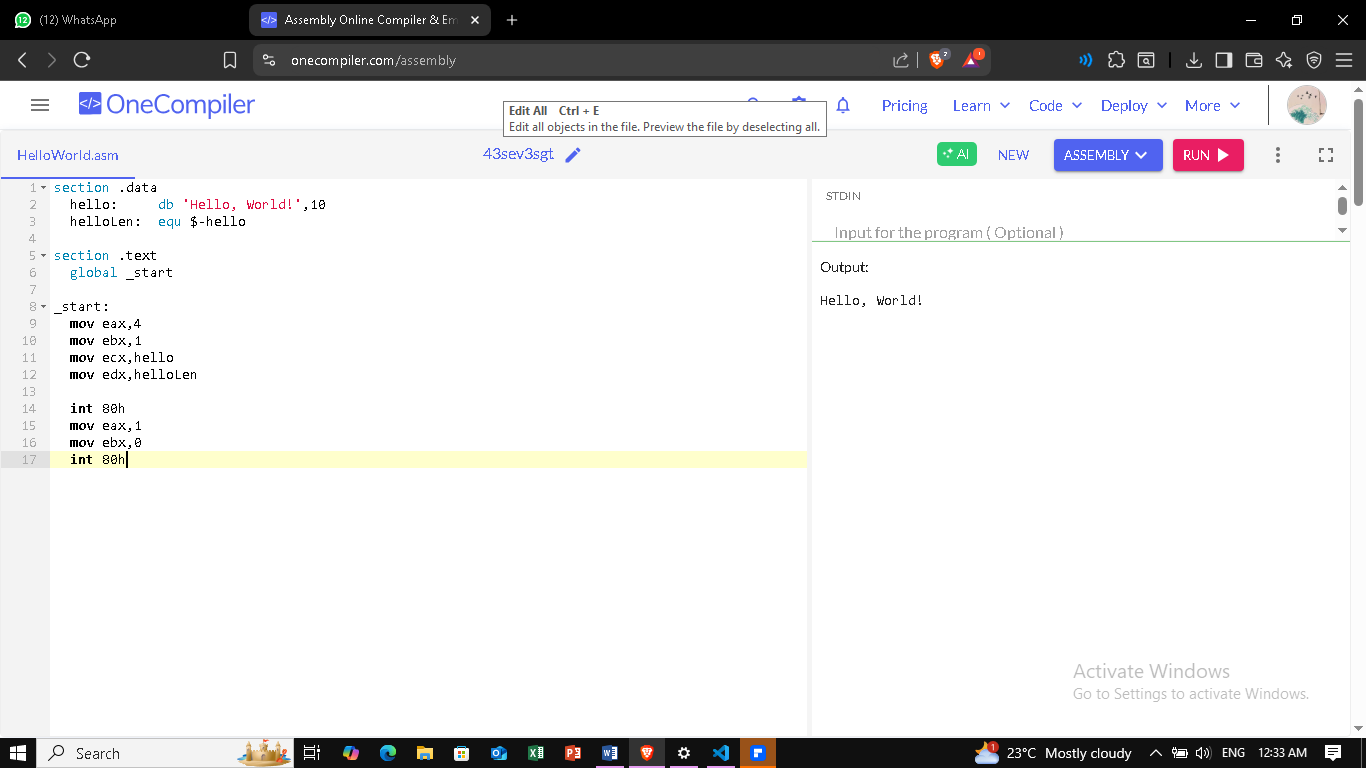 (12) WhatsApp
Assembly Online Compiler & Em
onecompiler.com/assembly
OneCompiler
Edit All Ctrl + E
Edit all objects in the file. Preview the file by deselecting all.
Pricing Learn Code Deploy More
HelloWorld.asm
43sev3sgt
AI NEW ASSEMBLY RUN
1 section .data
2 hello: db 'Hello, World!',10
3 helloLen: equ $-hello
4
5 section .text
6 global _start
7
8 _start:
9 mov eax,4
10 mov ebx,1
11 mov ecx,hello
12 mov edx,helloLen
13
14 int 80h
15 mov eax,1
16 mov ebx,0
17 int 80h
STDIN
Input for the program ( Optional )
Output:
Hello, World!
Activate Windows
Go to Settings to activate Windows.
Search
23°C Mostly cloudy
ENG
12:33 AM